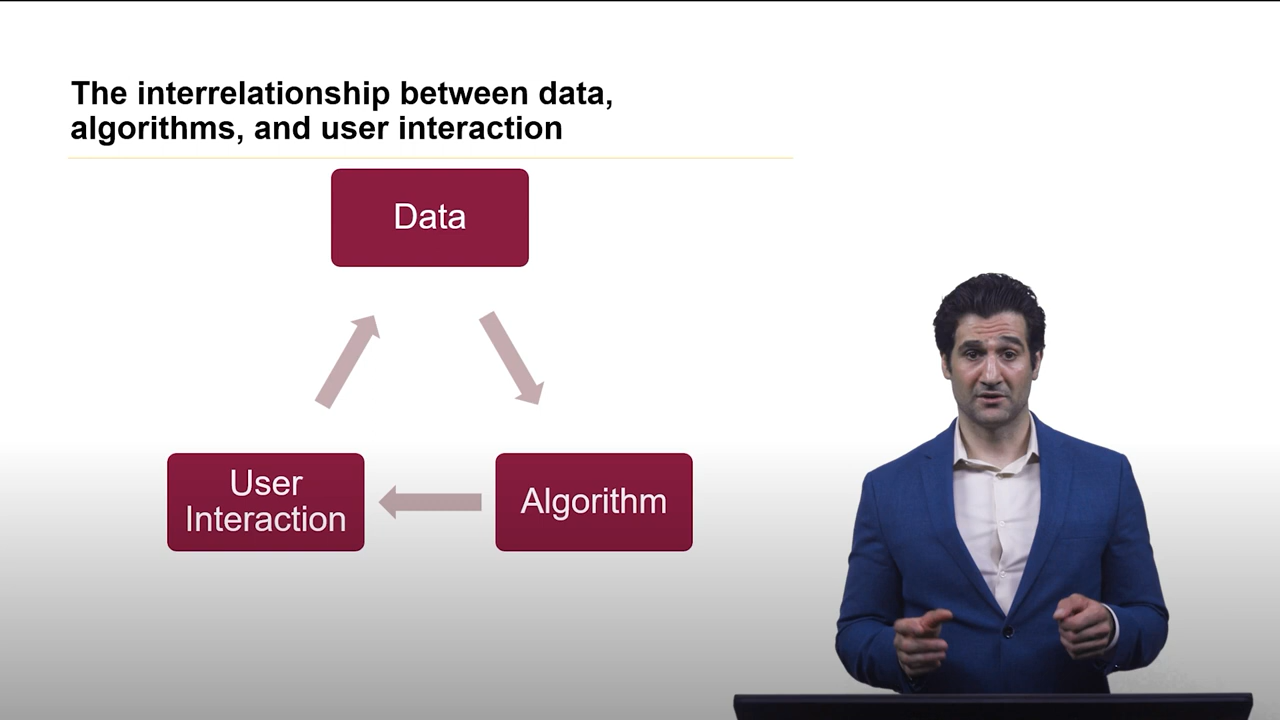 The interrelationship between data,
algorithms, and user interaction
Data
User
Interaction
Algorithm